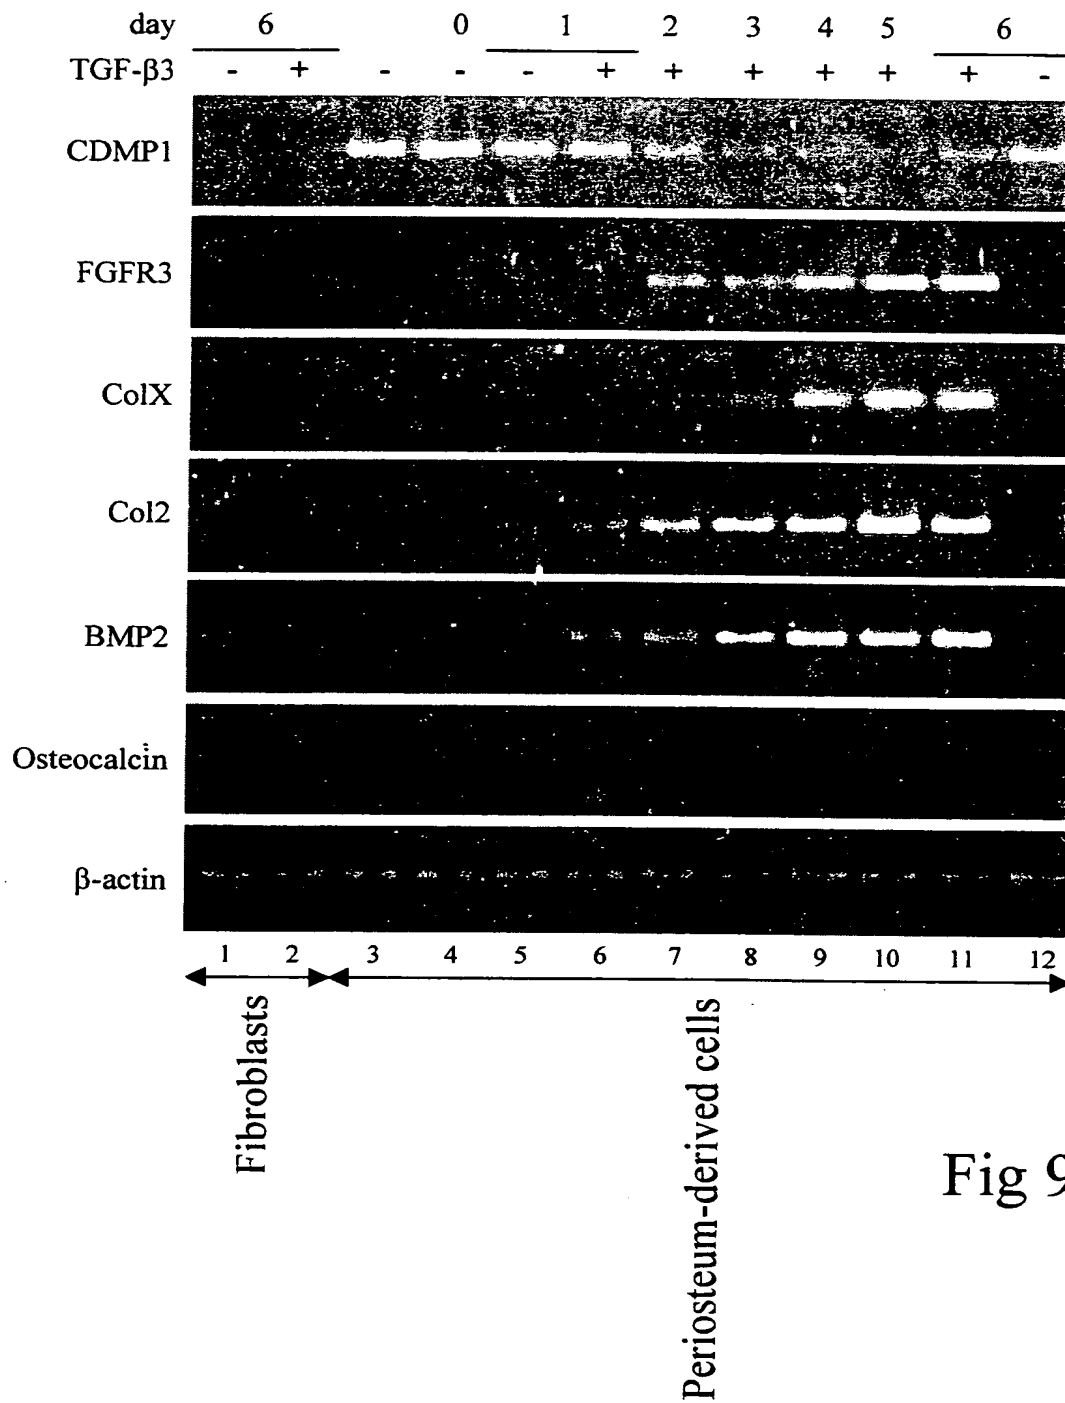 day 6 0 1 2 3 4 5 6
TGF-β3 - + - - - + + + + + + -
CDMP1
FGFR3
ColX
Col2
BMP2
Osteocalcin
β-actin
1 2 3 4 5 6 7 8 9 10 11 12
Fibroblasts
Periosteum-derived cells
Fig 9